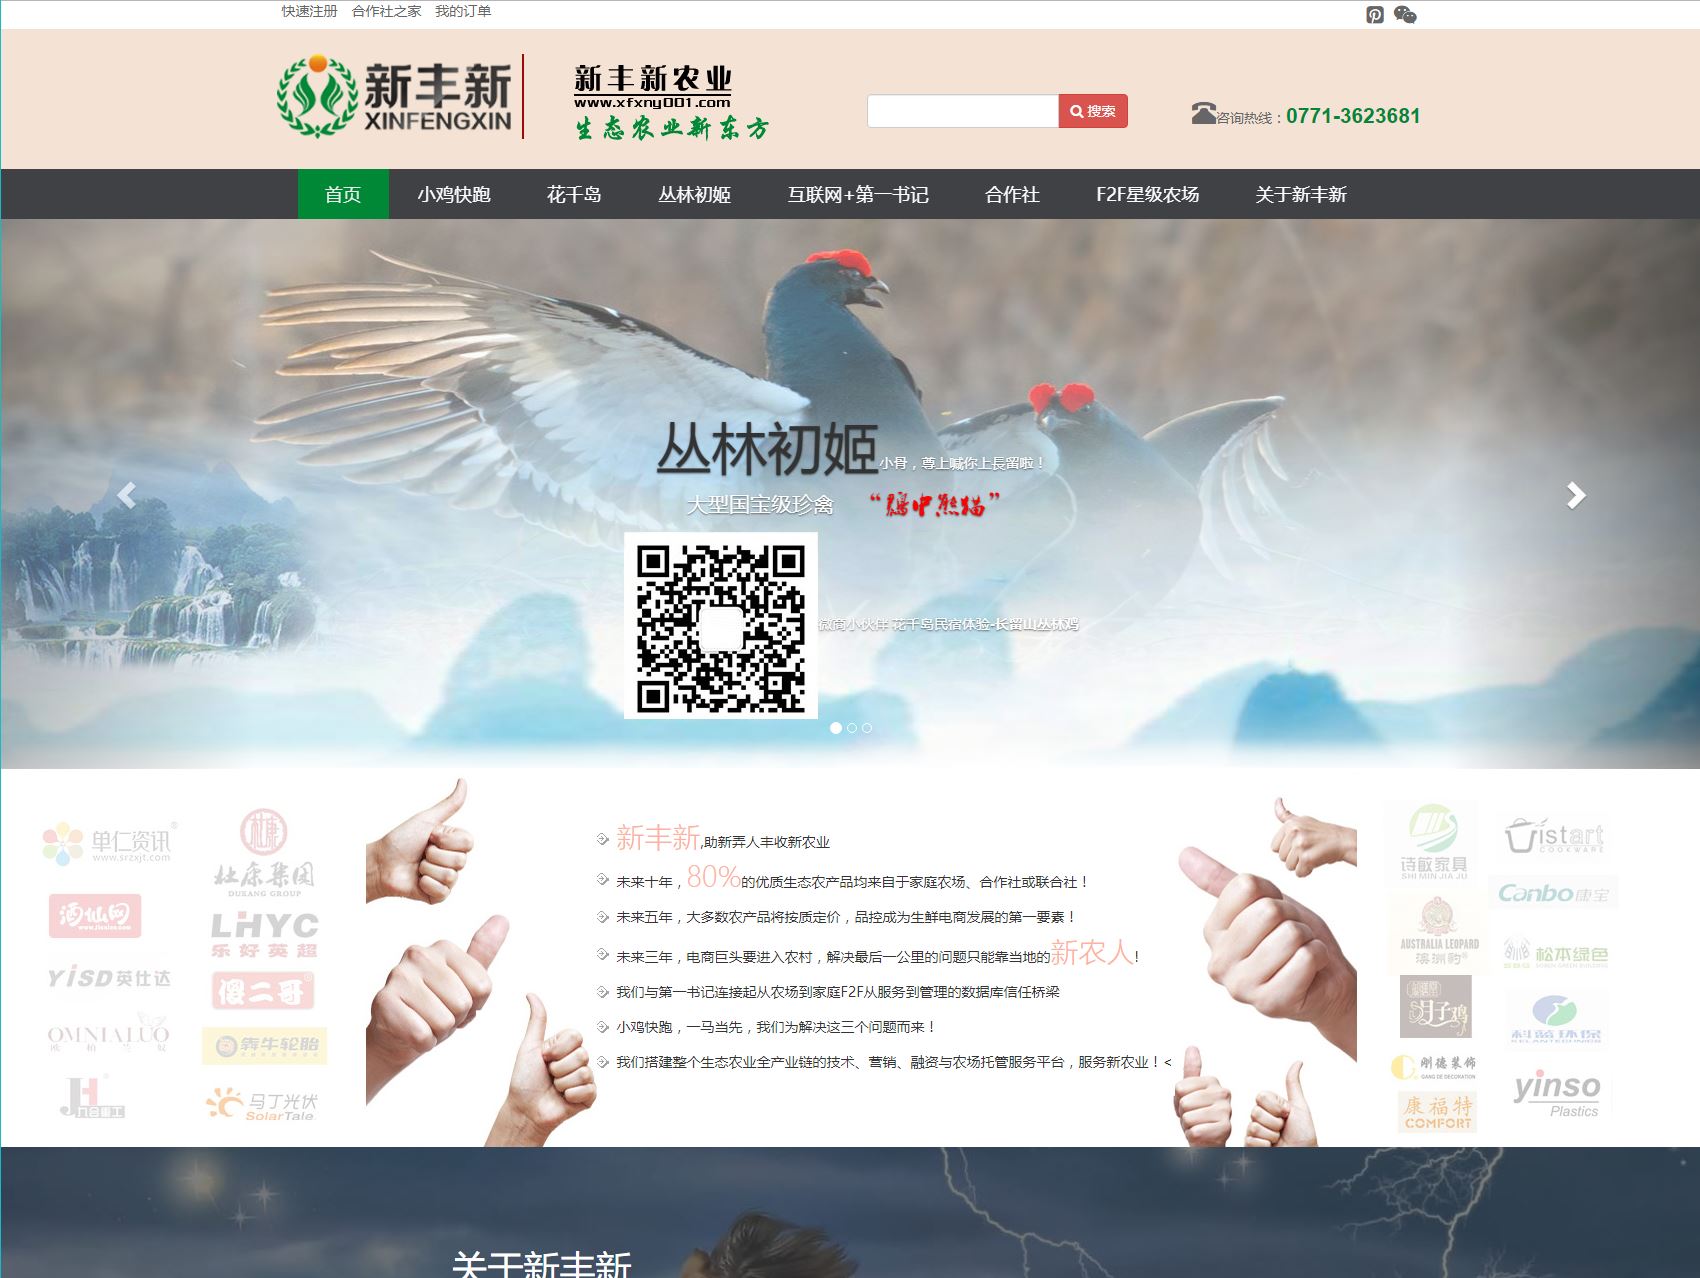 快速注册 合作社之家 我的订单
新丰新
XINFENGXIN
新丰新农业
www.xfxny001.com
生态农业新东方
搜索
咨询热线：0771-3623681
首页 小鸡快跑 花千岛 丛林初姬 互联网+第一书记 合作社 F2F星级农场 关于新丰新
丛林初姬 小骨，尊上喊你上長留啦！
大型国宝级珍禽 “鷄中熊猫”
微商小伙伴 花千岛民宿体验-长留山丛林鸡
新丰新,助新弄人丰收新农业
未来十年，80%的优质生态农产品均来自于家庭农场、合作社或联合社！
未来五年，大多数农产品将按质定价，品控成为生鲜电商发展的第一要素！
未来三年，电商巨头要进入农村，解决最后一公里的问题只能靠当地的新农人!
我们与第一书记连接起从农场到家庭F2F从服务到管理的数据库信任桥梁
小鸡快跑，一马当先，我们为解决这三个问题而来！
我们搭建整个生态农业全产业链的技术、营销、融资与农场托管服务平台，服务新农业！<
单仁资讯
www.srzxjt.com
杜康
杜康集团
DUKANG GROUP
酒仙网
www.jiuxian.com
LHYC
乐好英超
YISD英仕达
傻二哥
OMNIALUO
犇牛轮胎
JH
马丁光伏
SolarTale
诗敏家具
SHI MIN JIA JU
istart
COOKWARE
Canbo康宝
AUSTRALIA LEOPARD
澳洲豹
松本绿色
月子鸡
科蓝环保
KELANTEDUNION
刚德装饰
GANG DE DECORATION
yinso
Plastics
康福特
COMFORT
关于新丰新